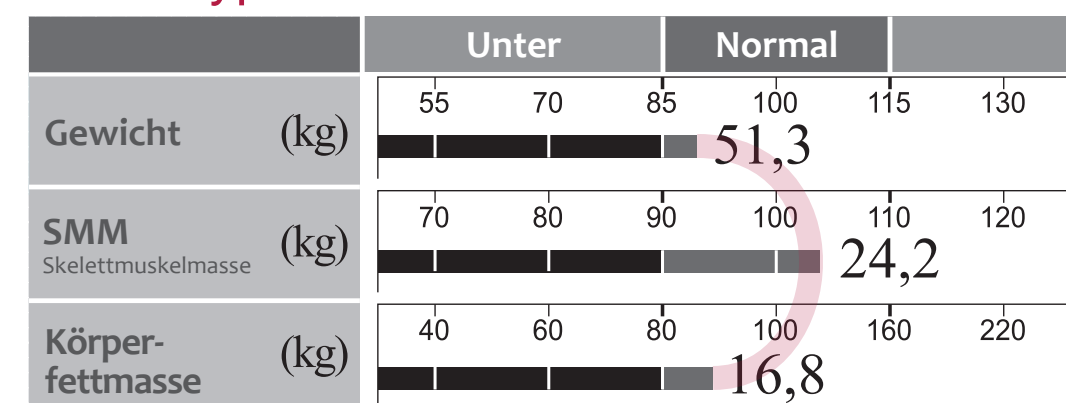 Unter Normal
55 70 85 100 115 130
Gewicht (kg) 51,3
70 80 90 100 110 120
SMM (kg) 24,2
Skelettmuskelmasse
40 60 80 100 160 220
Körper- (kg)
fettmasse 16,8